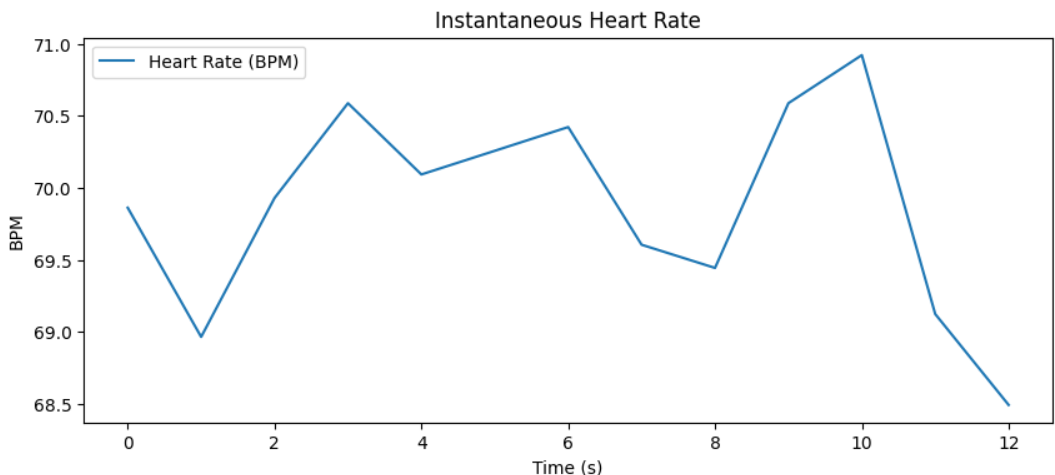 Instantaneous Heart Rate
Heart Rate (BPM)
71.0
70.5
70.0
69.5
69.0
68.5
BPM
0 2 4 6 8 10 12
Time (s)